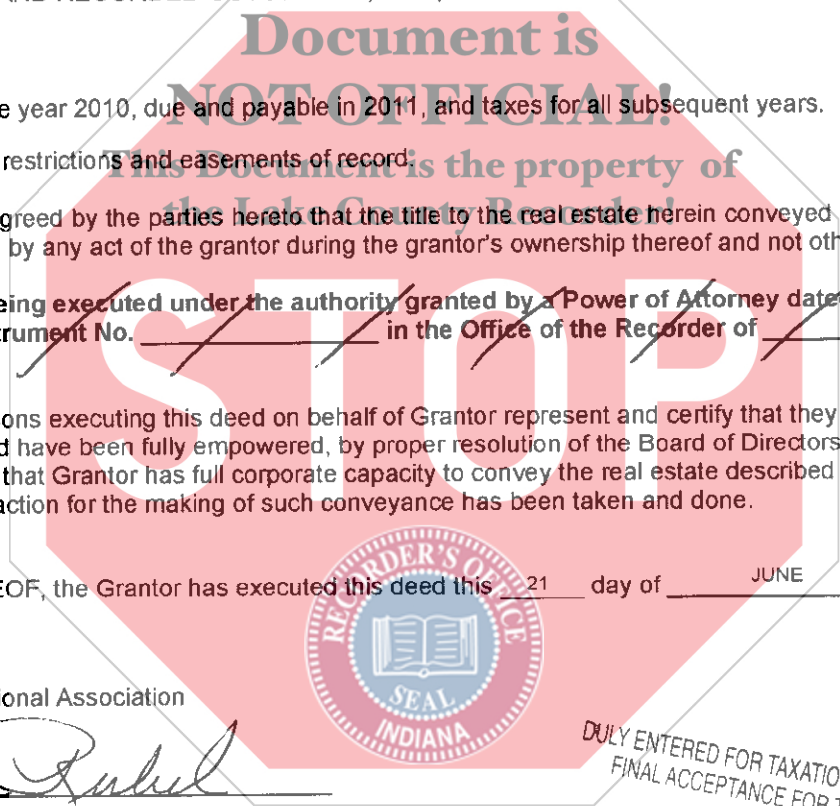 Document is
NOT OFFICIAL!
e year 2010, due and payable in 2011, and taxes for all subsequent years.
restrictions and easements of record.
This Document is the property of
the Lake County Recorder!
greed by the parties hereto that the title to the real estate herein conveyed
by any act of the grantor during the grantor's ownership thereof and not oth
eing executed under the authority granted by a Power of Attorney date
trument No. ____________ in the Office of the Recorder of ______
STOP
ons executing this deed on behalf of Grantor represent and certify that they
d have been fully empowered, by proper resolution of the Board of Directors
that Grantor has full corporate capacity to convey the real estate described
action for the making of such conveyance has been taken and done.
EOF, the Grantor has executed this deed this 21 day of JUNE
RECORDER'S OFFICE
SEAL
INDIANA
ional Association
DULY ENTERED FOR TAXATIO
FINAL ACCEPTANCE FOR T